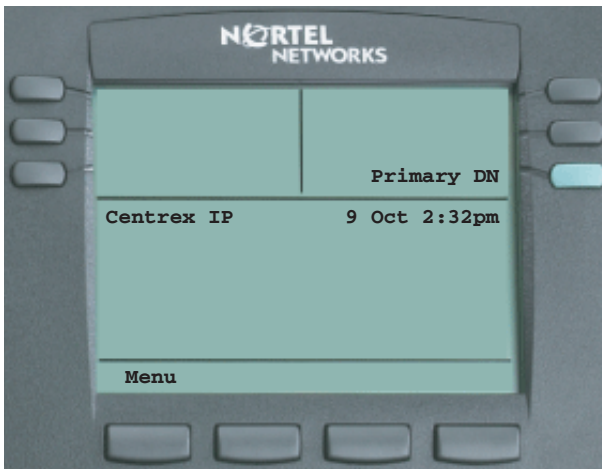 NORTEL
NETWORKS
Primary DN
Centrex IP 9 Oct 2:32pm
Menu